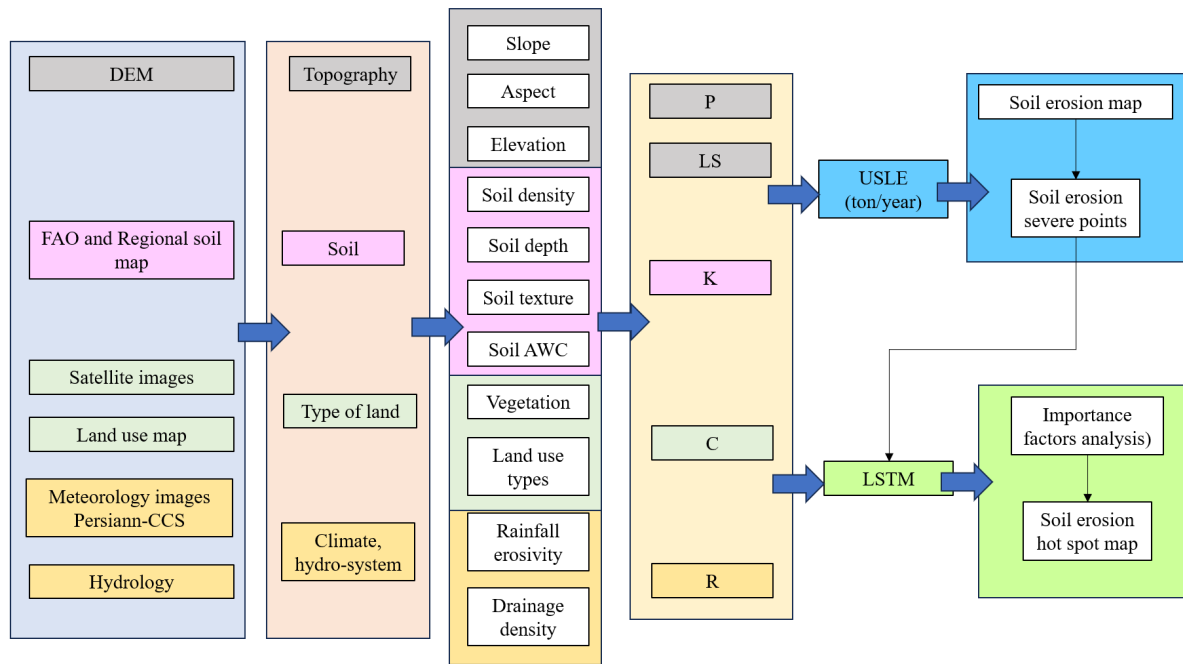 DEM
FAO and Regional soil
map
Satellite images
Land use map
Meteorology images
Persiann-CCS
Hydrology
Topography
Soil
Type of land
Climate,
hydro-system
Slope
Aspect
Elevation
Soil density
Soil depth
Soil texture
Soil AWC
Vegetation
Land use
types
Rainfall
erosivity
Drainage
density
P
LS
K
C
R
USLE
(ton/year)
LSTM
Soil erosion map
Soil erosion
severe points
Importance
factors analysis)
Soil erosion
hot spot map